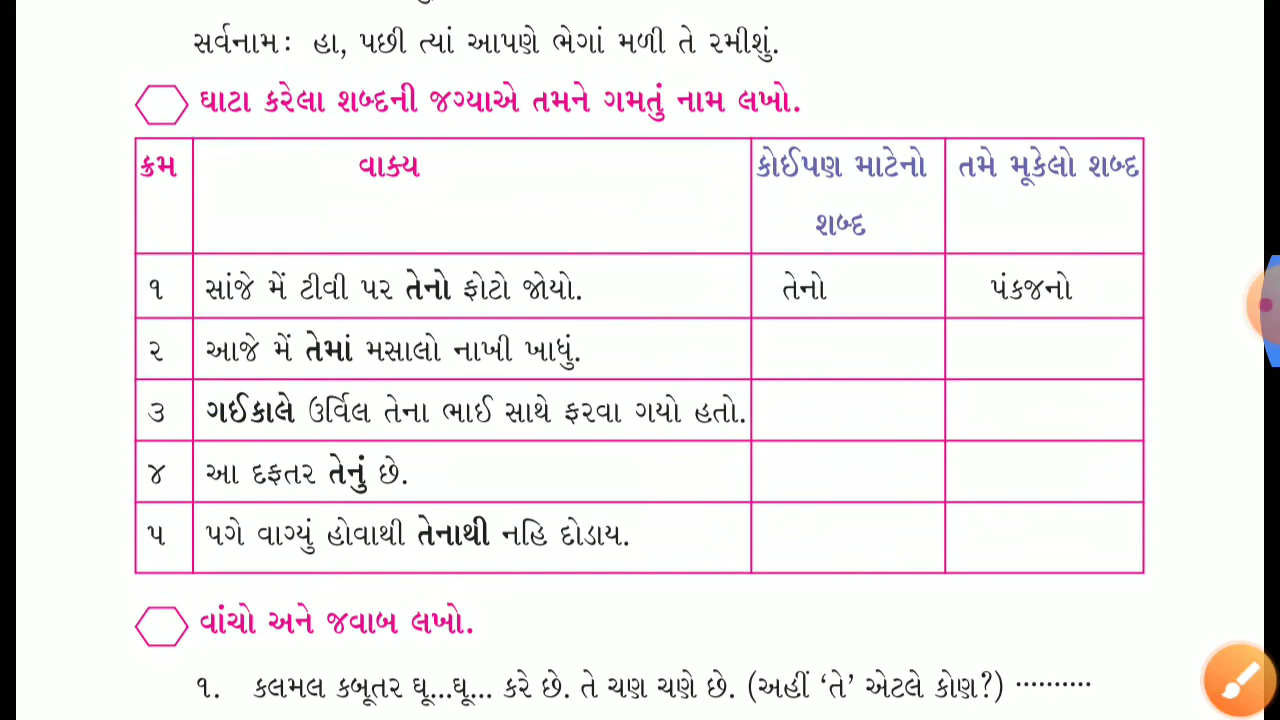 સર્વનામઃ હા, પછી ત્યાં આપણે ભેગાં મળી તે રમીશું.
ઘાટા કરેલા શબ્દની જગ્યાએ તમને ગમતું નામ લખો.
ક્રમ વાક્ય કોઈપણ માટેનો તમે મૂકેલો શબ્દ
શબ્દ
૧ સાંજે મેં ટીવી પર તેનો ફોટો જોયો. તેનો પંકજનો
૨ આજે મેં તેમાં મસાલો નાખી ખાધું.
૩ ગઈકાલે ઉર્વિલ તેના ભાઈ સાથે ફરવા ગયો હતો.
૪ આ દફતર તેનું છે.
૫ પગે વાગ્યું હોવાથી તેનાથી નહિ દોડાય.
વાંચો અને જવાબ લખો.
૧. કલમલ કબૂતર ઘૂ...ઘૂ... કરે છે. તે ચણ ચણે છે. (અહીં ‘તે’ એટલે કોણ?) ··········